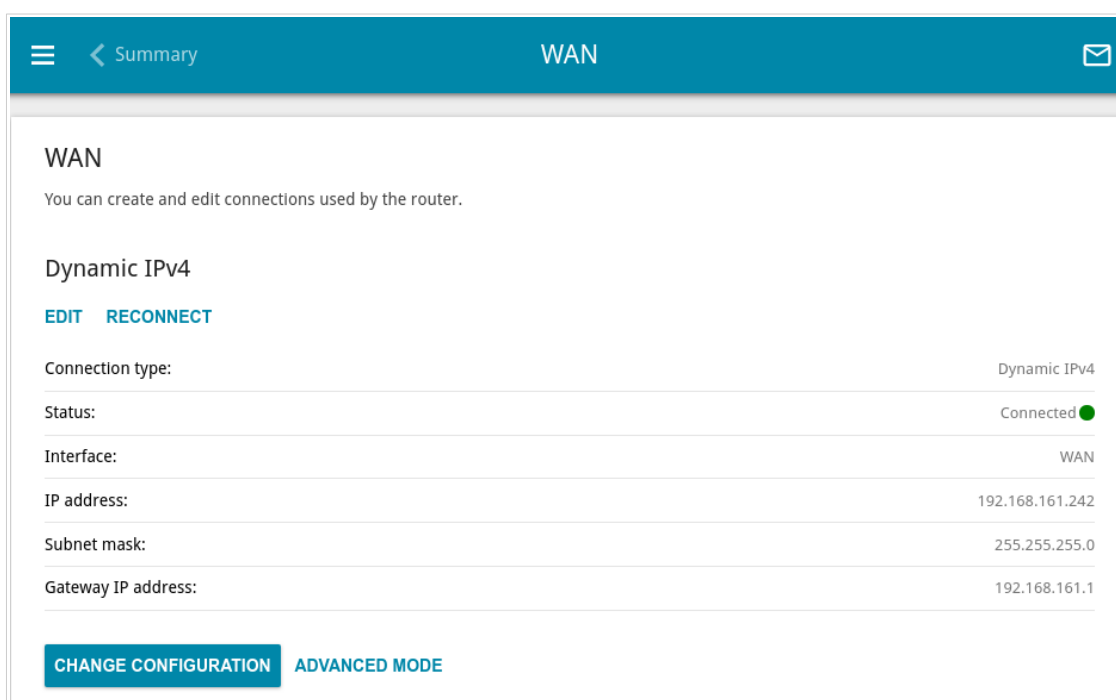 Summary
WAN
WAN
You can create and edit connections used by the router.
Dynamic IPv4
EDIT RECONNECT
Connection type: Dynamic IPv4
Status: Connected
Interface: WAN
IP address: 192.168.161.242
Subnet mask: 255.255.255.0
Gateway IP address: 192.168.161.1
CHANGE CONFIGURATION ADVANCED MODE